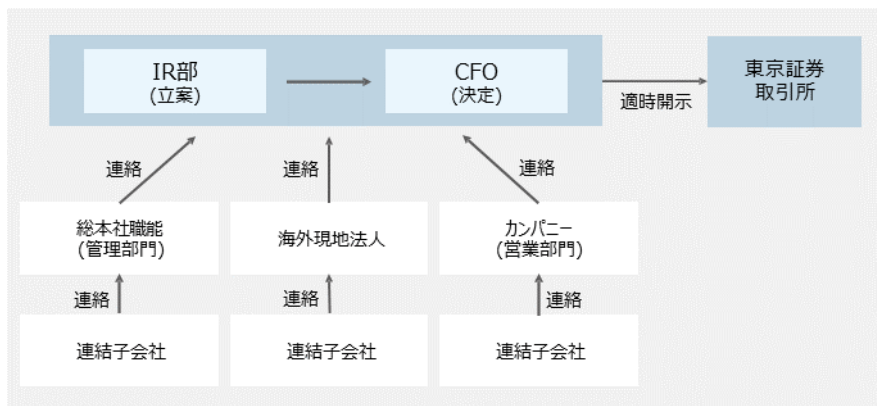 IR部
(立案)
CFO
(決定)
適時開示
東京証券
取引所
連絡
連絡
連絡
総本社職能
(管理部門)
海外現地法人
カンパニー
(営業部門)
連絡
連絡
連絡
連結子会社
連結子会社
連結子会社